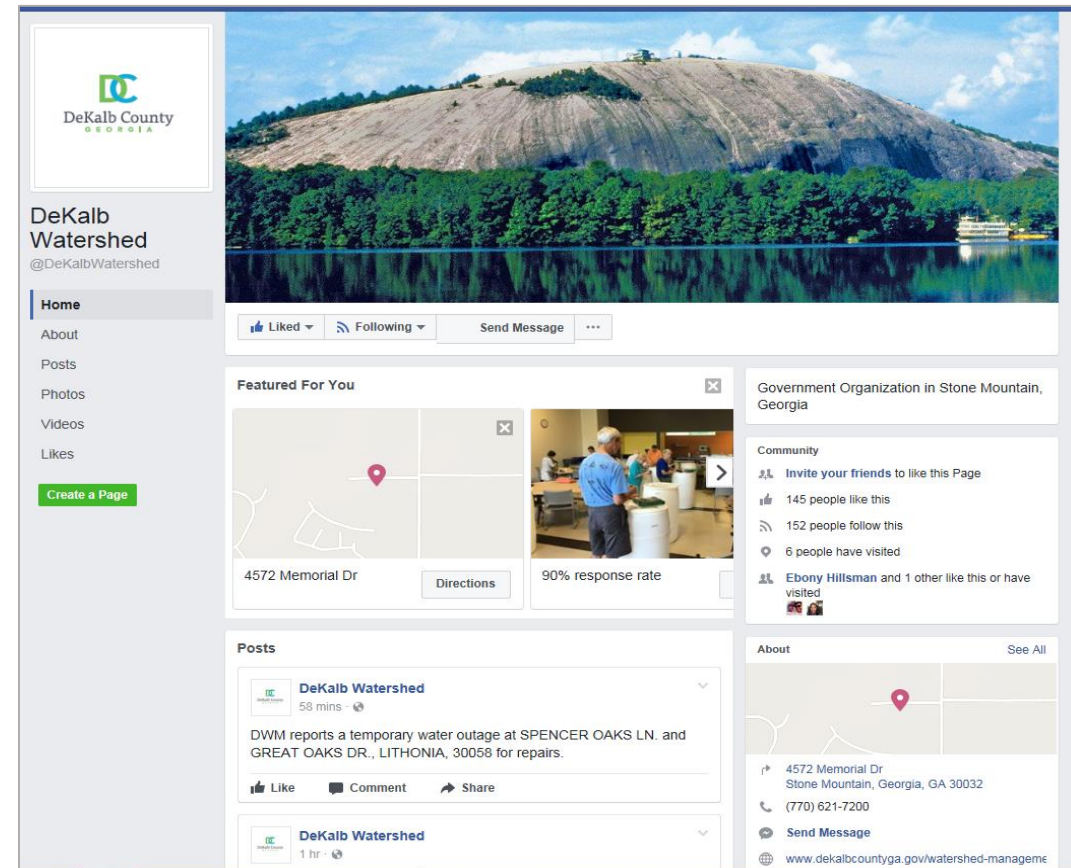 DC
DeKalb County
GEORGIA
DeKalb
Watershed
@DeKalbWatershed
Home
About
Posts
Photos
Videos
Likes
Create a Page
Liked
Following
Send Message
...
Featured For You
4572 Memorial Dr
Directions
90% response rate
Posts
DeKalb Watershed
58 mins ·
DWM reports a temporary water outage at SPENCER OAKS LN. and
GREAT OAKS DR., LITHONIA, 30058 for repairs.
Like
Comment
Share
DeKalb Watershed
1 hr ·
Government Organization in Stone Mountain,
Georgia
Community
Invite your friends to like this Page
145 people like this
152 people follow this
6 people have visited
Ebony Hillsman and 1 other like this or have
visited
About
See All
4572 Memorial Dr
Stone Mountain, Georgia, GA 30032
(770) 621-7200
Send Message
www.dekalbcountyga.gov/watershed-manageme